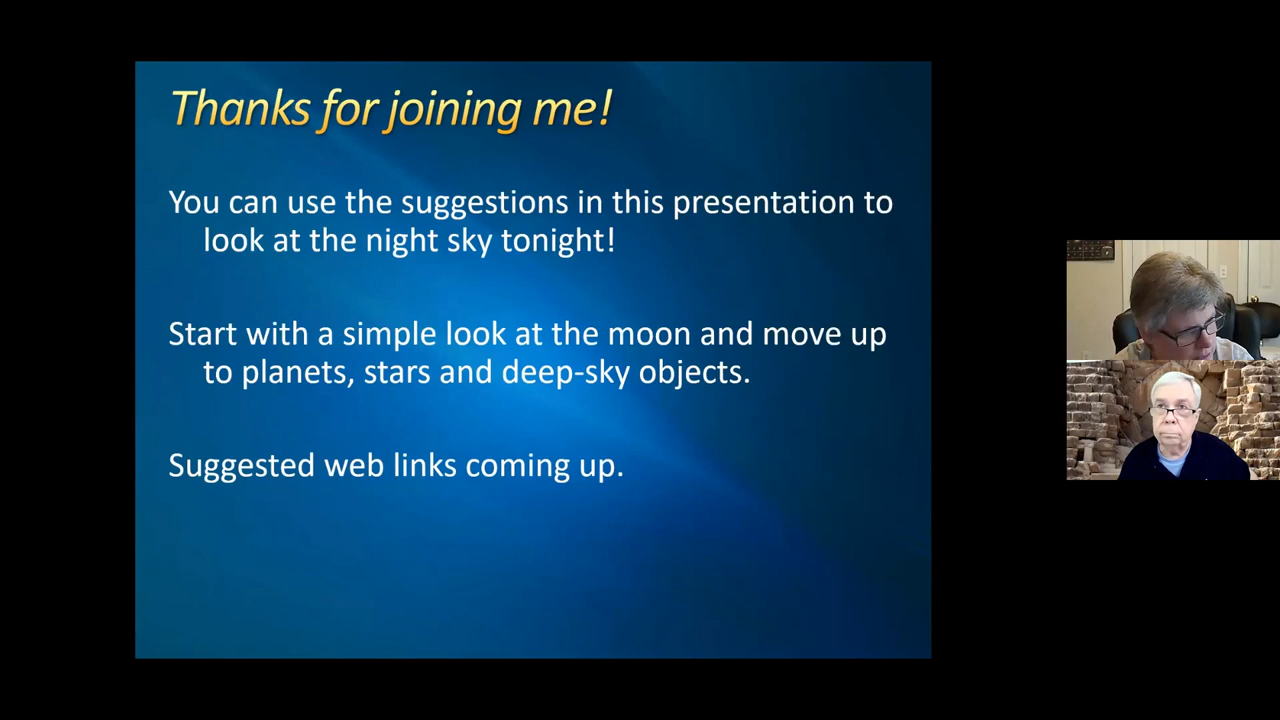 Thanks for joining me!
You can use the suggestions in this presentation to
look at the night sky tonight!
Start with a simple look at the moon and move up
to planets, stars and deep-sky objects.
Suggested web links coming up.